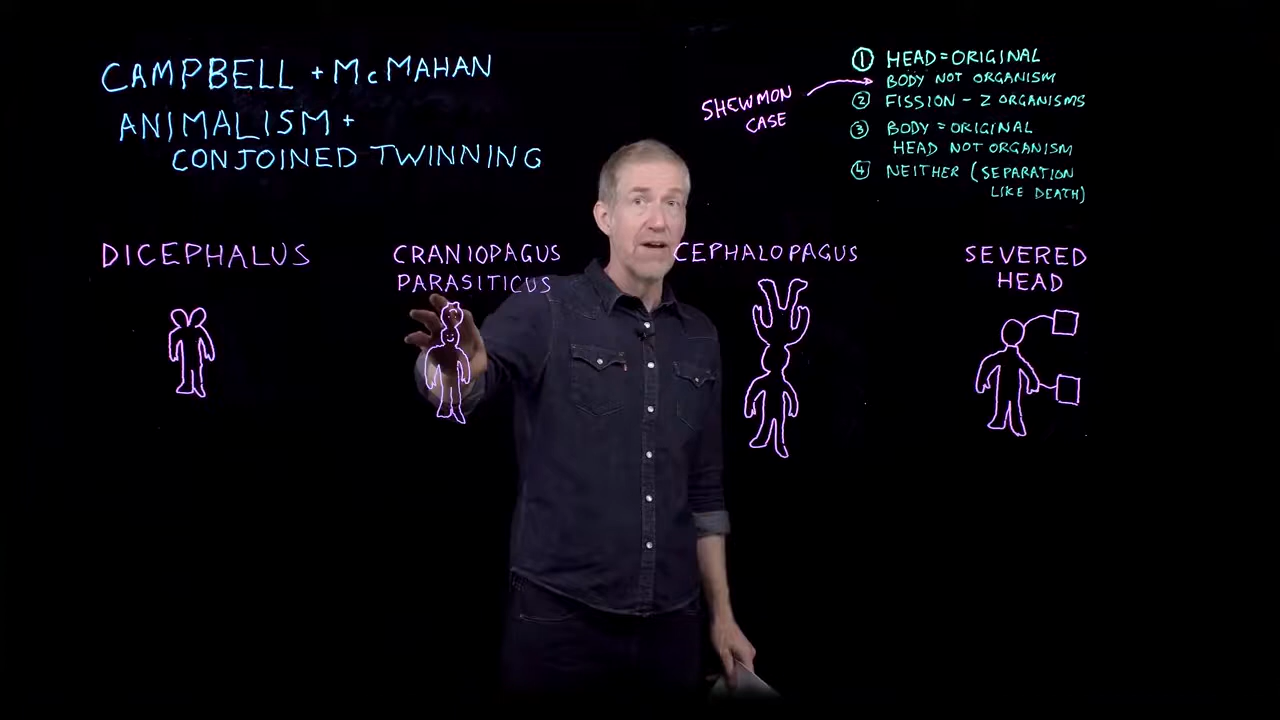 CAMPBELL + McMAHAN
ANIMALISM +
CONJOINED TWINNING
SHEWMON
CASE
① HEAD = ORIGINAL
BODY NOT ORGANISM
② FISSION - 2 ORGANISMS
③ BODY = ORIGINAL
HEAD NOT ORGANISM
④ NEITHER (SEPARATION
LIKE DEATH)
DICEPHALUS
CRANIOPAGUS
PARASITICUS
CEPHALOPAGUS
SEVERED
HEAD